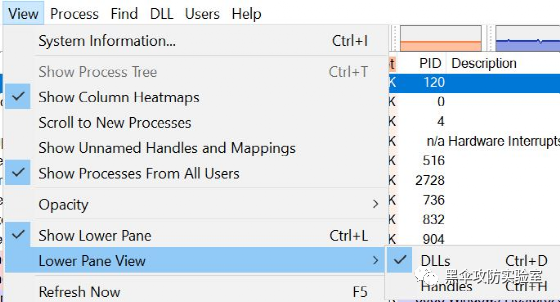 View Process Find DLL Users Help
System Information... Ctrl+I
Show Process Tree Ctrl+T
Show Column Heatmaps
Scroll to New Processes
Show Unnamed Handles and Mappings
Show Processes From All Users
Opacity
Show Lower Pane Ctrl+L
Lower Pane View
Refresh Now F5
PID Description
K 120
K 0
K 4
n/a Hardware Interrupts
K 516
K 2728
K 736
K 832
K 904
DLLs Ctrl+D
Handles Ctrl+H
黑伞攻防实验室